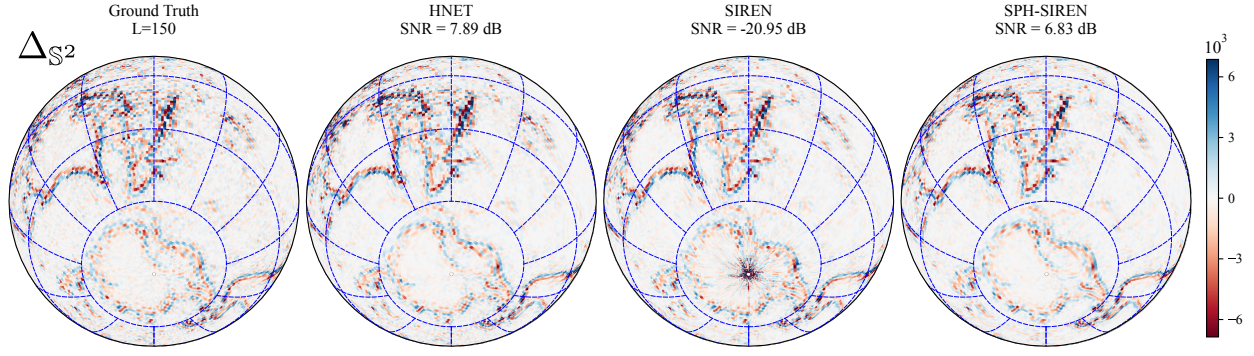 Ground Truth
L=150
HNET
SNR = 7.89 dB
SIREN
SNR = -20.95 dB
SPH-SIREN
SNR = 6.83 dB
Δ𝕊²
10³
6
3
0
−3
−6